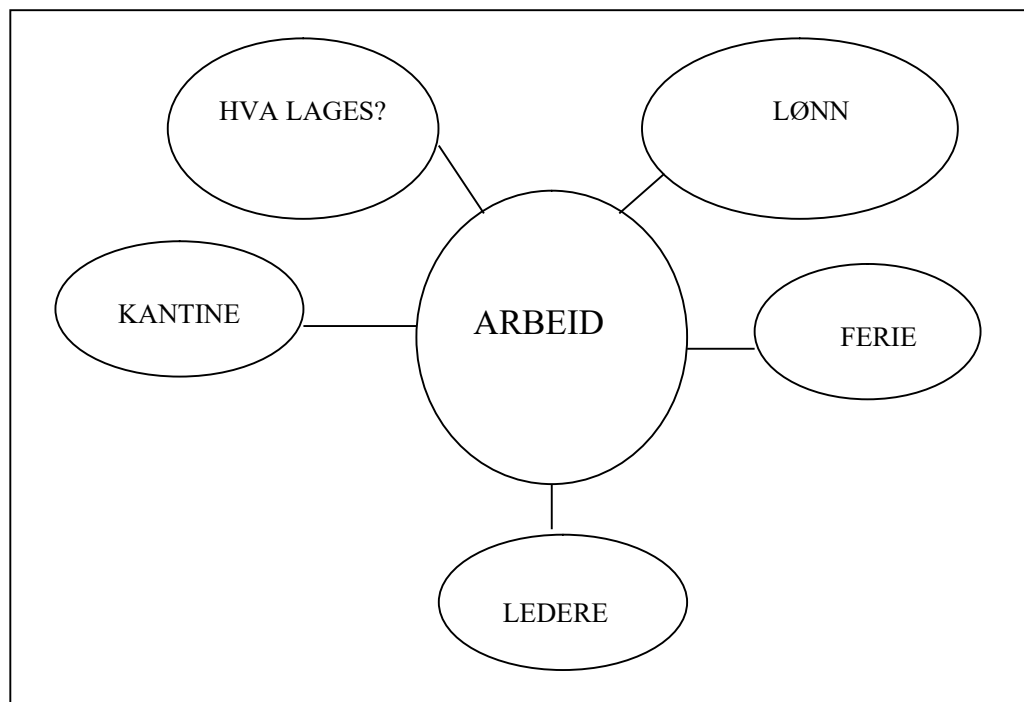 HVA LAGES?
LØNN
KANTINE
ARBEID
FERIE
LEDERE